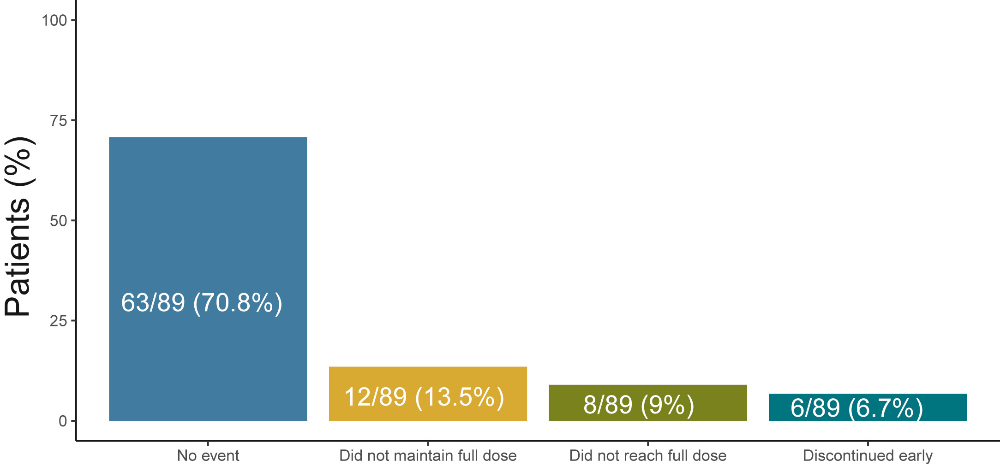 Patients (%)
100
75
50
25
0
63/89 (70.8%)
12/89 (13.5%)
8/89 (9%)
6/89 (6.7%)
No event
Did not maintain full dose
Did not reach full dose
Discontinued early